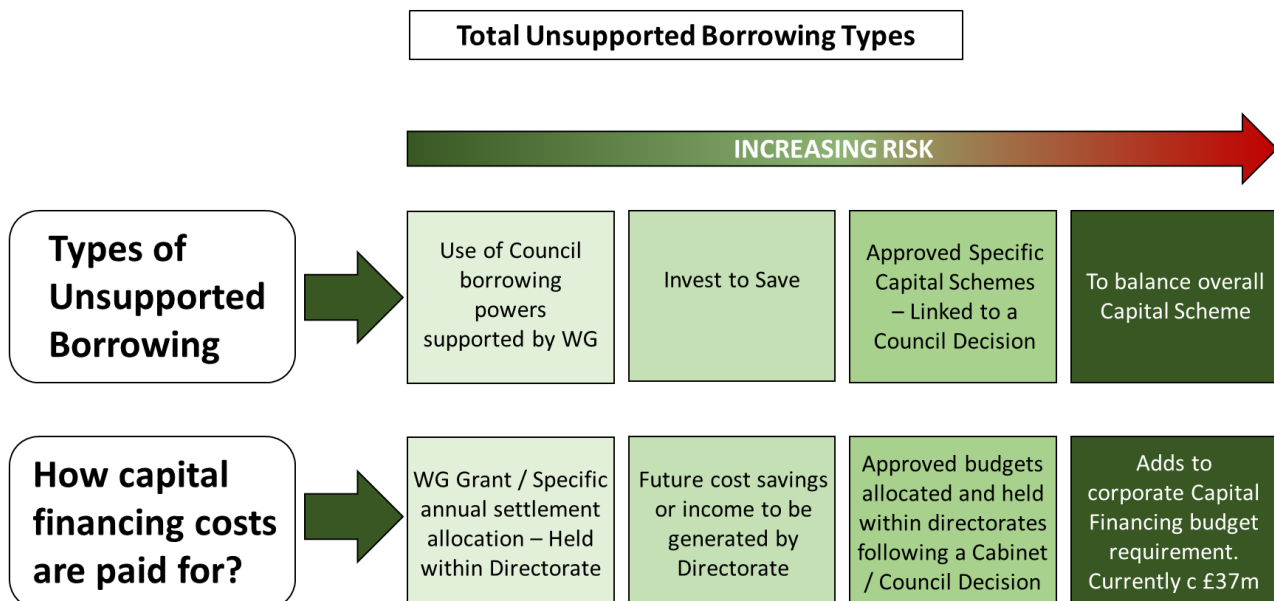 Total Unsupported Borrowing Types
INCREASING RISK
Types of
Unsupported
Borrowing
Use of Council
borrowing
powers
supported by WG
Invest to Save
Approved Specific
Capital Schemes
– Linked to a
Council Decision
To balance overall
Capital Scheme
How capital
financing costs
are paid for?
WG Grant / Specific
annual settlement
allocation – Held
within Directorate
Future cost savings
or income to be
generated by
Directorate
Approved budgets
allocated and held
within directorates
following a Cabinet
/ Council Decision
Adds to
corporate Capital
Financing budget
requirement.
Currently c £37m